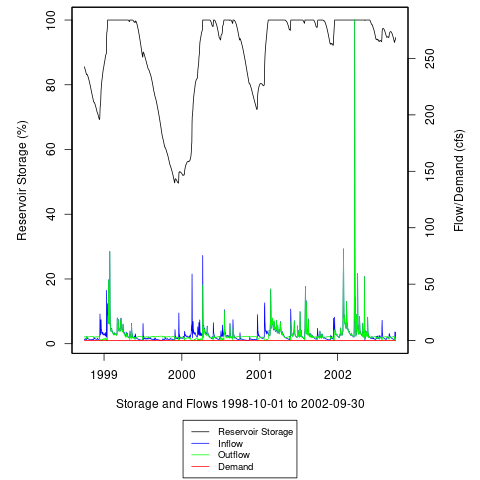 100
80
60
40
20
0
Reservoir Storage (%)
250
200
150
100
50
0
Flow/Demand (cfs)
1999 2000 2001 2002
Storage and Flows 1998-10-01 to 2002-09-30
Reservoir Storage
Inflow
Outflow
Demand